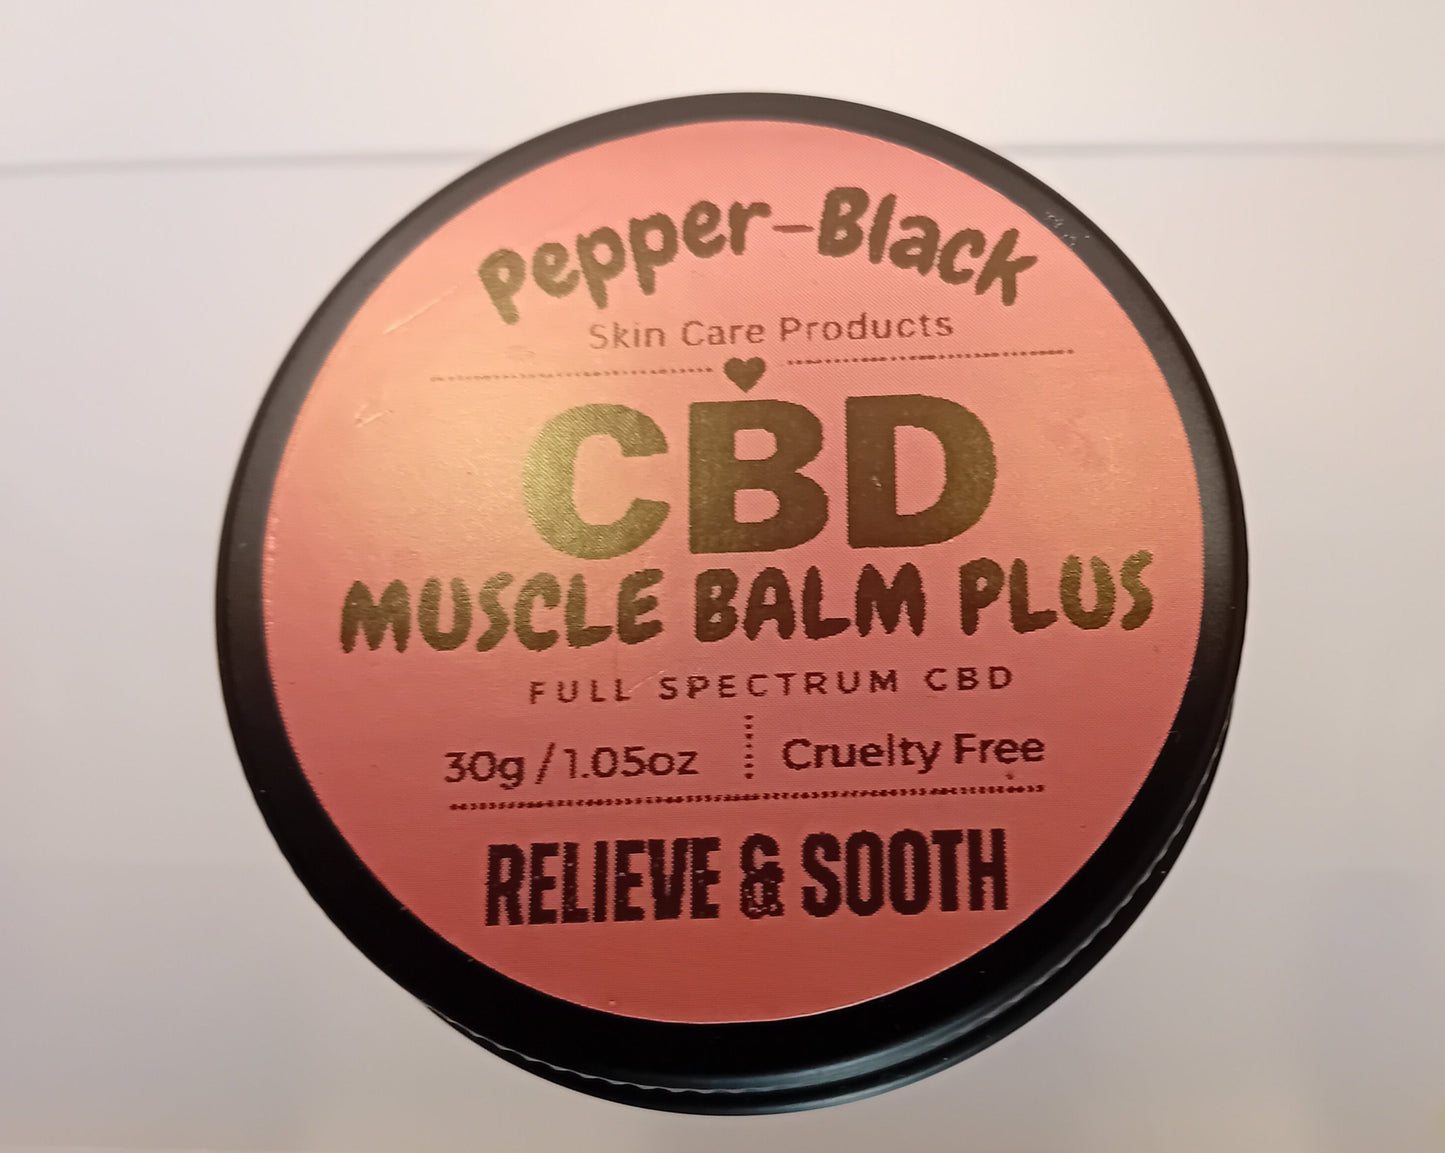 Pepper-Black
Skin Care Products
CBD
MUSCLE BALM PLUS
FULL SPECTRUM CBD
30g/1.05oz Cruelty Free
RELIEVE & SOOTH